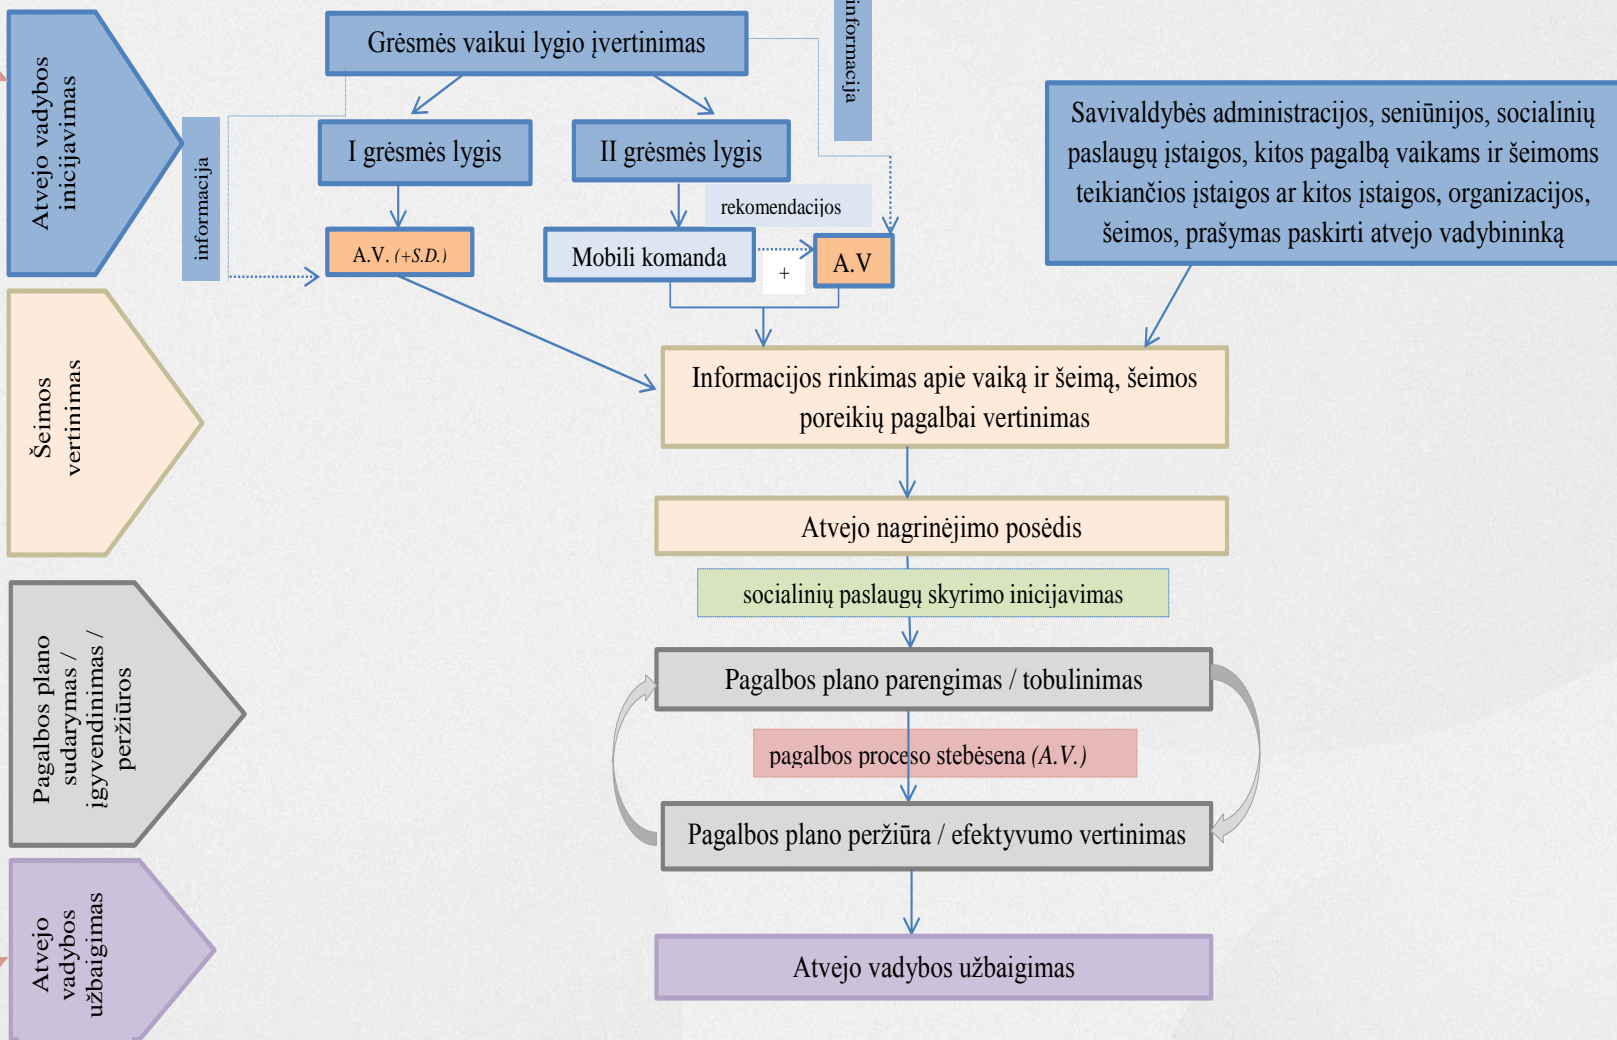 Atvejo vadybos
inicijavimas
informacija
Grėsmės vaikui lygio įvertinimas
informacija
I grėsmės lygis
II grėsmės lygis
rekomendacijos
A.V. (+S.D.)
Mobili komanda
+
A.V
Savivaldybės administracijos, seniūnijos, socialinių
paslaugų įstaigos, kitos pagalbą vaikams ir šeimoms
teikiančios įstaigos ar kitos įstaigos, organizacijos,
šeimos, prašymas paskirti atvejo vadybininką
Šeimos
vertinimas
Informacijos rinkimas apie vaiką ir šeimą, šeimos
poreikių pagalbai vertinimas
Atvejo nagrinėjimo posėdis
socialinių paslaugų skyrimo inicijavimas
Pagalbos plano
sudarymas /
įgyvendinimas /
peržiūros
Pagalbos plano parengimas / tobulinimas
pagalbos proceso stebėsena (A.V.)
Pagalbos plano peržiūra / efektyvumo vertinimas
Atvejo
vadybos
užbaigimas
Atvejo vadybos užbaigimas